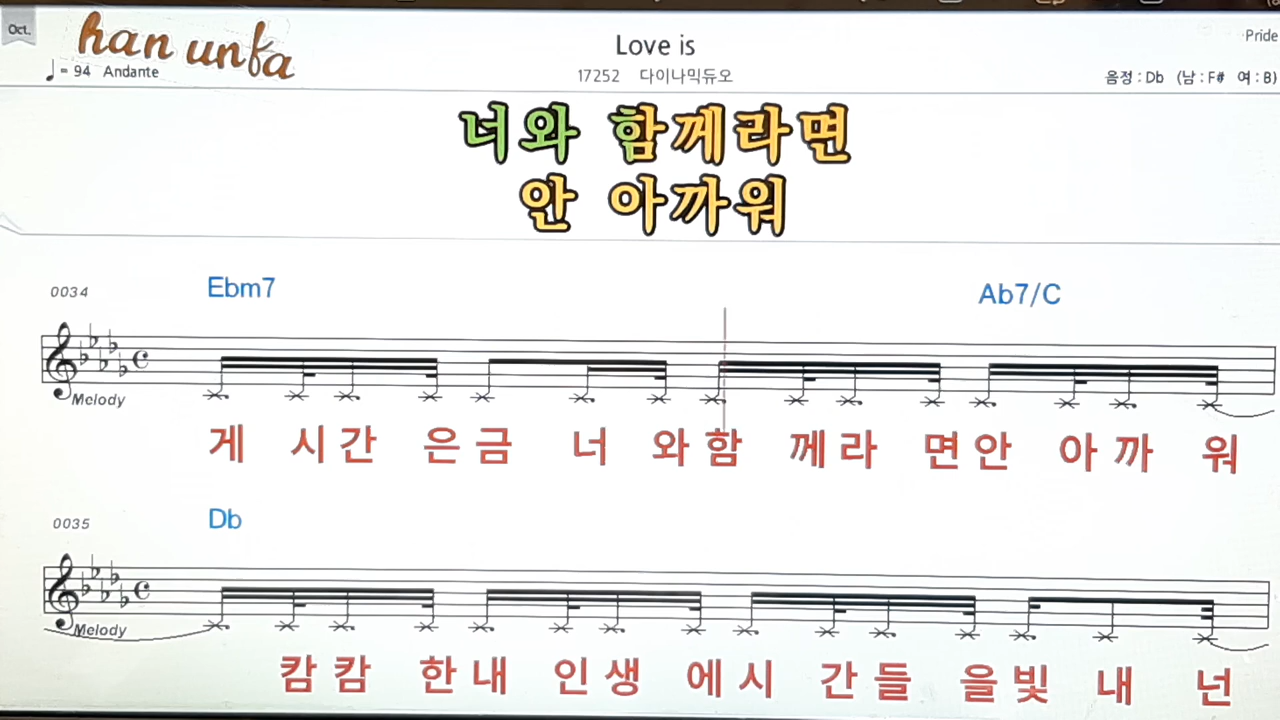 Oct.
han unfa
Love is
Pride
♩= 94 Andante
17252 다이나믹듀오
음정 : Db (남 : F# 여 : B)
너와 함께라면
안 아까워
0034
Ebm7
Ab7/C
Melody
게 시간 은금 너 와함 께라 면안 아까 워
0035
Db
Melody
캄캄 한내 인생 에시 간들 을빛 내 넌